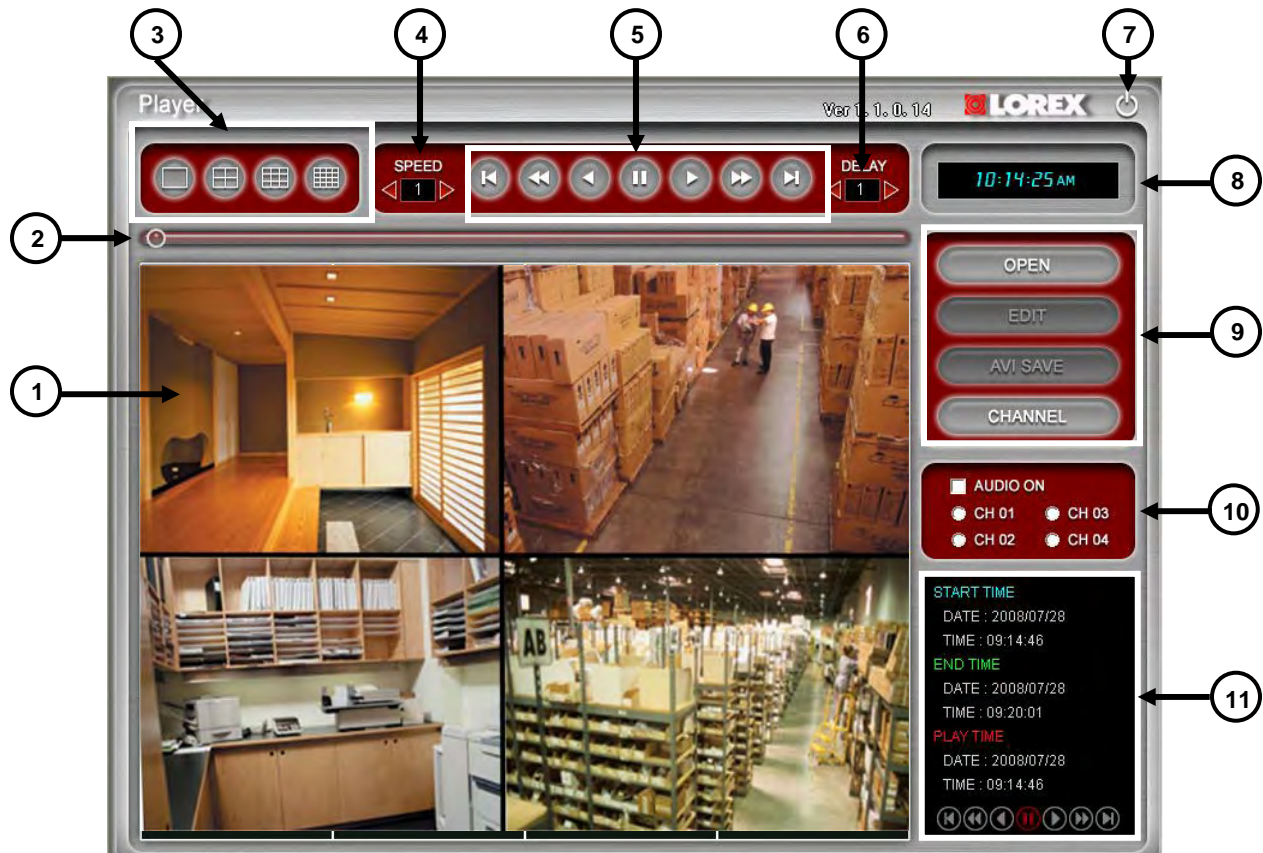 3
4
5
6
7
Player
Ver 1. 1. 0. 14
LOREX
SPEED
1
DELAY
1
10:14:25 AM
8
2
OPEN
EDIT
9
AVI SAVE
CHANNEL
1
AUDIO ON
CH 01
CH 03
CH 02
CH 04
10
START TIME
DATE : 2008/07/28
TIME : 09:14:46
END TIME
DATE : 2008/07/28
TIME : 09:20:01
PLAY TIME
DATE : 2008/07/28
TIME : 09:14:46
11
AB